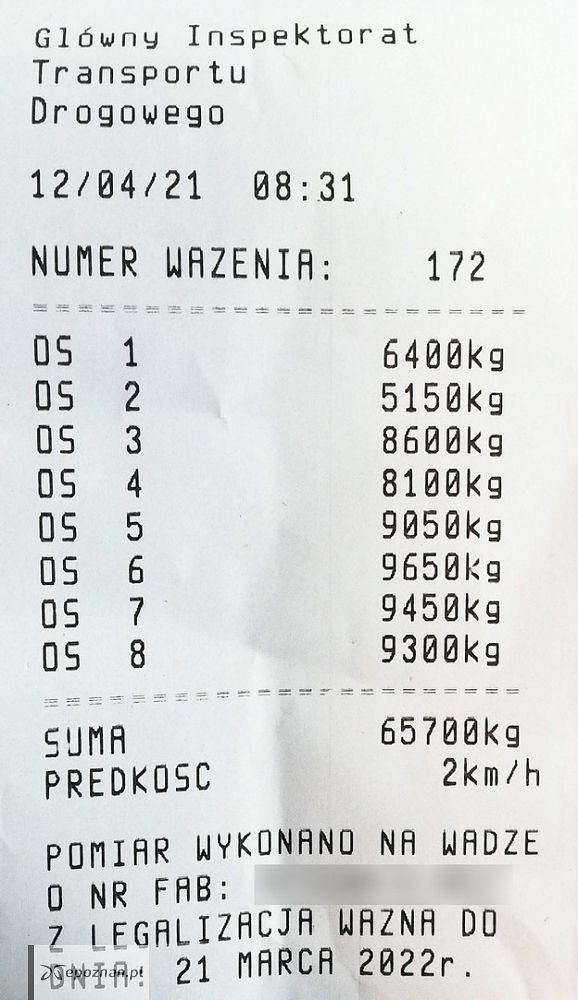 Glówny Inspektorat
Transportu
Drogowego
12/04/21 08:31
NUMER WAZENIA: 172
================================
OS 1 6400kg
OS 2 5150kg
OS 3 8600kg
OS 4 8100kg
OS 5 9050kg
OS 6 9650kg
OS 7 9450kg
OS 8 9300kg
================================
SUMA 65700kg
PREDKOSC 2km/h
POMIAR WYKONANO NA WADZE
O NR FAB:
Z LEGALIZACJA WAZNA DO
DNIA: 21 MARCA 2022r.
epoznan.pl